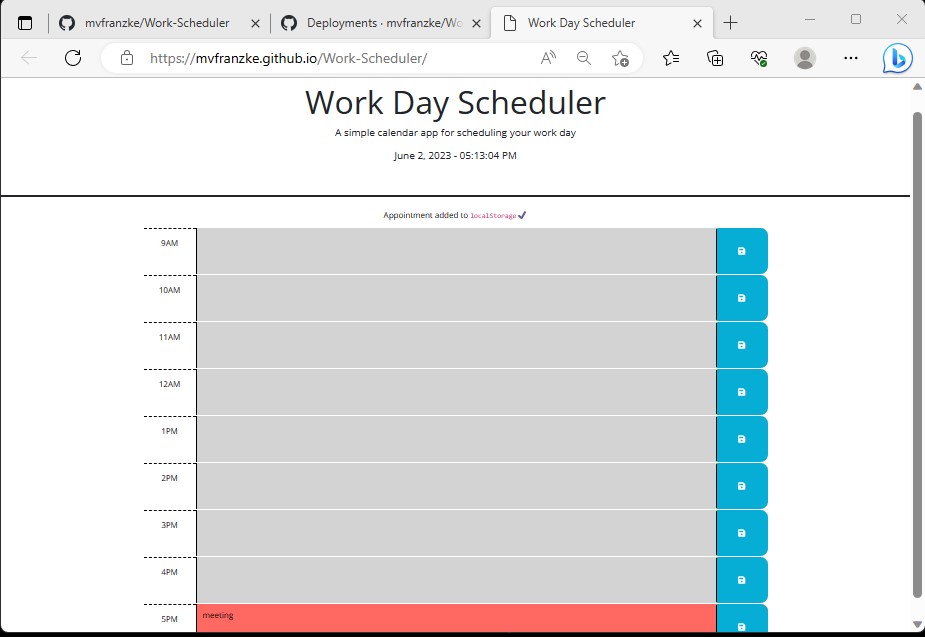 mvfranzke/Work-Scheduler
Deployments · mvfranzke/Wo
Work Day Scheduler
https://mvfranzke.github.io/Work-Scheduler/
Work Day Scheduler
A simple calendar app for scheduling your work day
June 2, 2023 - 05:13:04 PM
Appointment added to localStorage ✔
9AM
10AM
11AM
12AM
1PM
2PM
3PM
4PM
5PM
meeting